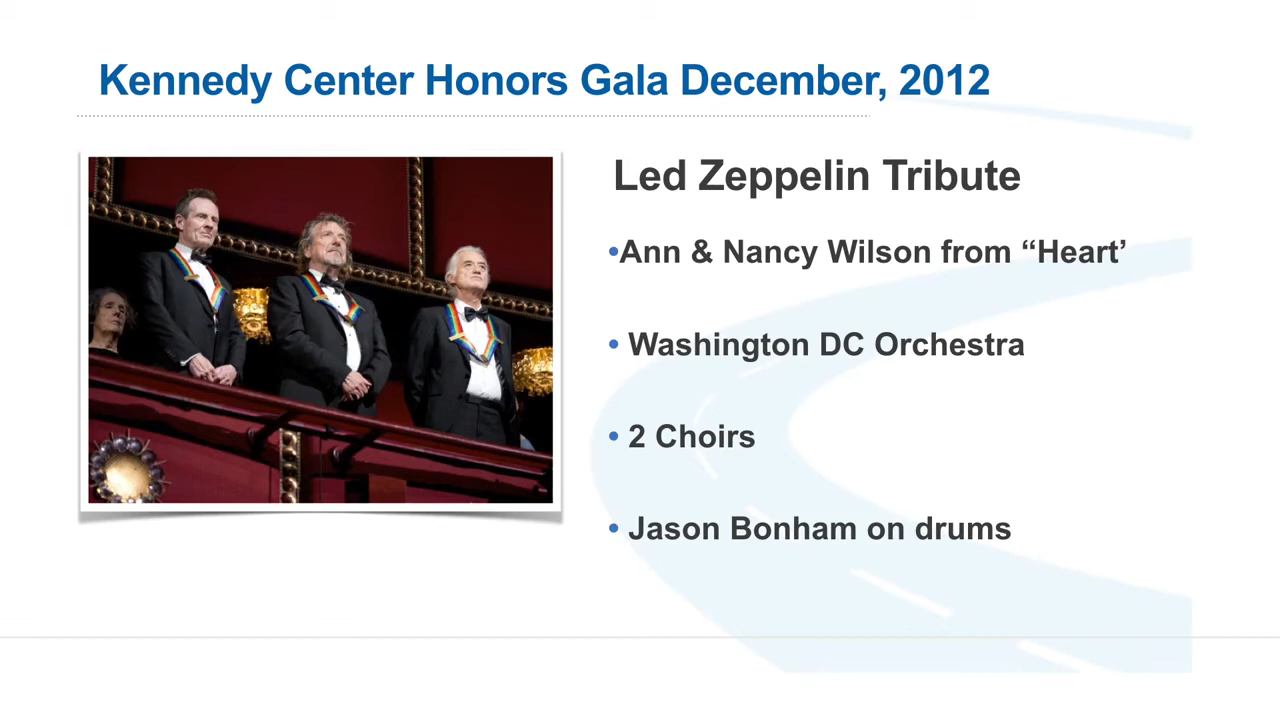 Kennedy Center Honors Gala December, 2012
Led Zeppelin Tribute
•Ann & Nancy Wilson from “Heart’
• Washington DC Orchestra
• 2 Choirs
• Jason Bonham on drums